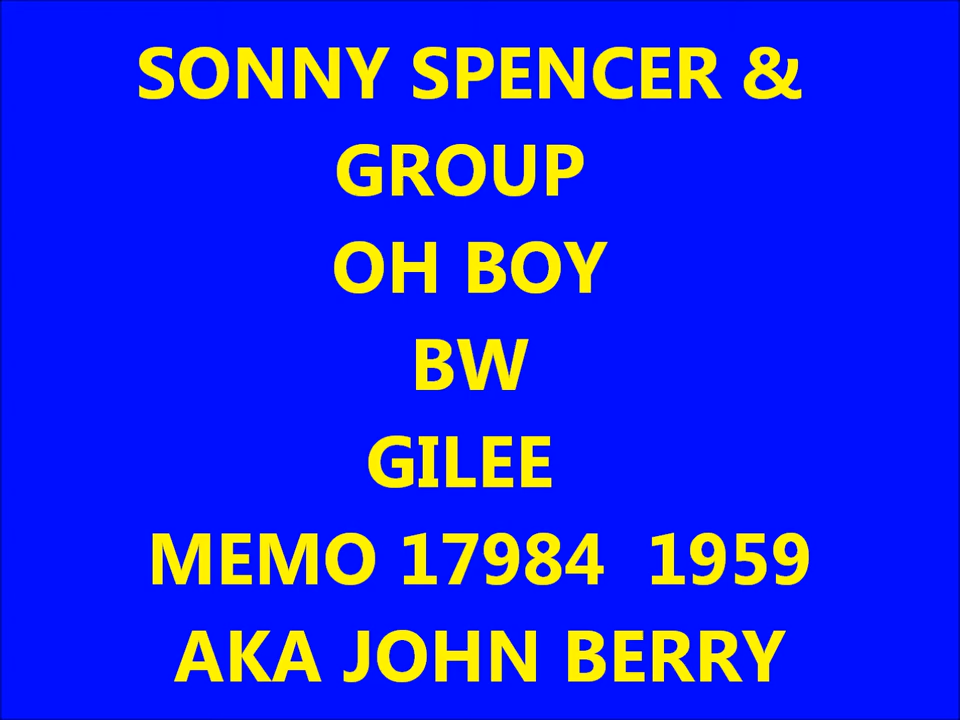 SONNY SPENCER &
GROUP
OH BOY
BW
GILEE
MEMO 17984  1959
AKA JOHN BERRY